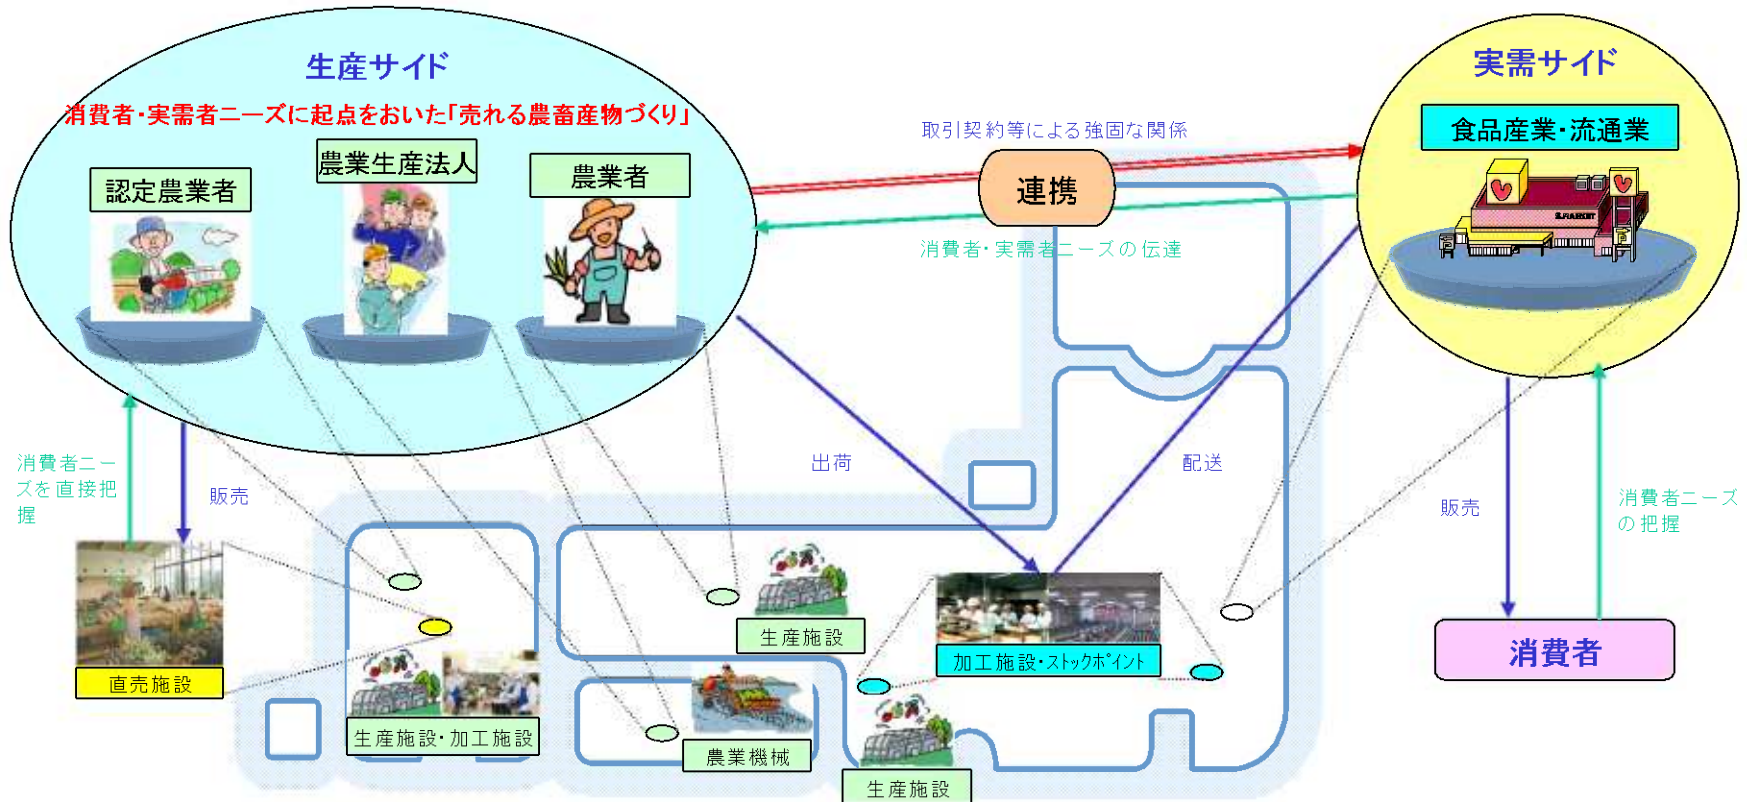 生産サイド
消費者・実需者ニーズに起点をおいた「売れる農畜産物づくり」
認定農業者
農業生産法人
農業者
取引契約等による強固な関係
連携
消費者・実需者ニーズの伝達
実需サイド
食品産業・流通業
S.MARKET
消費者ニー
ズを直接把
握
販売
出荷
配送
販売
消費者ニーズ
の把握
直売施設
生産施設・加工施設
生産施設
農業機械
加工施設・ストックポイント
生産施設
消費者